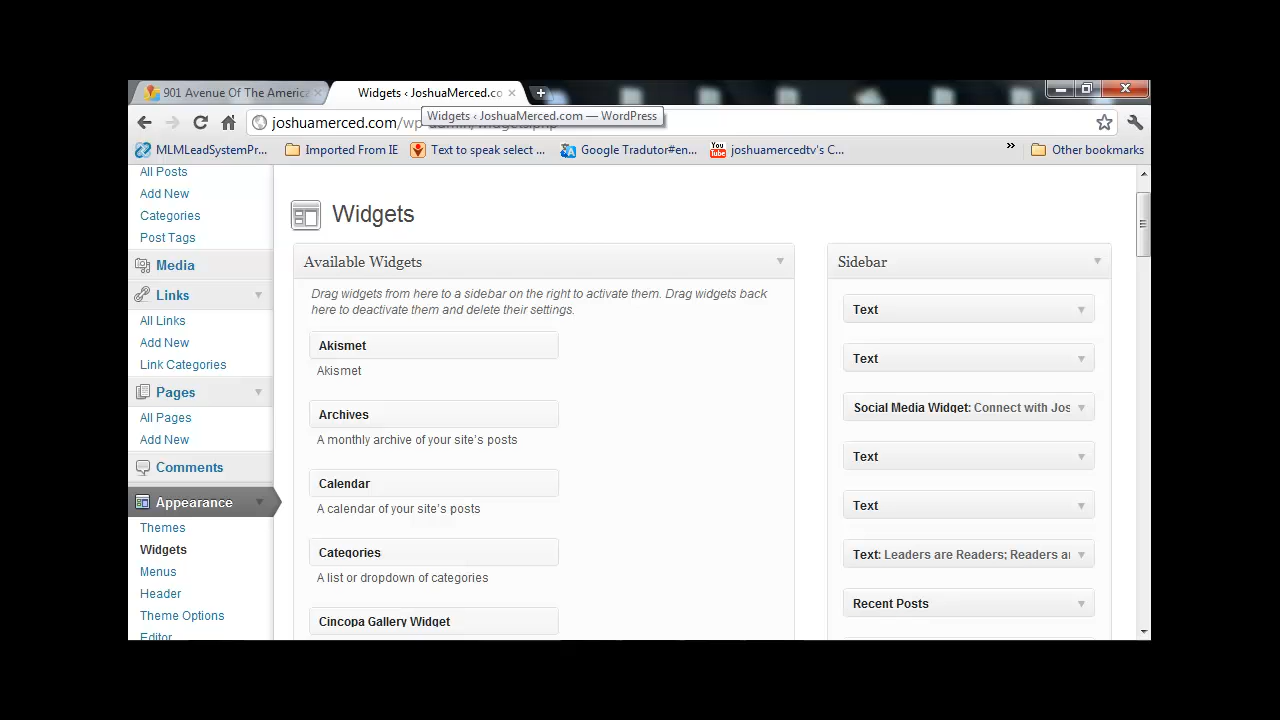 901 Avenue Of The America
Widgets ‹ JoshuaMerced.co
Widgets ‹ JoshuaMerced.com — WordPress
joshuamerced.com/wp-admin/widgets.php
MLMLeadSystemPr...
Imported From IE
Text to speak select ...
Google Tradutor#en...
You Tube
joshuamercedtv's C...
»
Other bookmarks
All Posts
Add New
Categories
Post Tags
Media
Links
All Links
Add New
Link Categories
Pages
All Pages
Add New
Comments
Appearance
Themes
Widgets
Menus
Header
Theme Options
Editor
Widgets
Available Widgets
Drag widgets from here to a sidebar on the right to activate them. Drag widgets back
here to deactivate them and delete their settings.
Akismet
Akismet
Archives
A monthly archive of your site's posts
Calendar
A calendar of your site's posts
Categories
A list or dropdown of categories
Cincopa Gallery Widget
Sidebar
Text
Text
Social Media Widget: Connect with Jos
Text
Text
Text: Leaders are Readers; Readers ar
Recent Posts